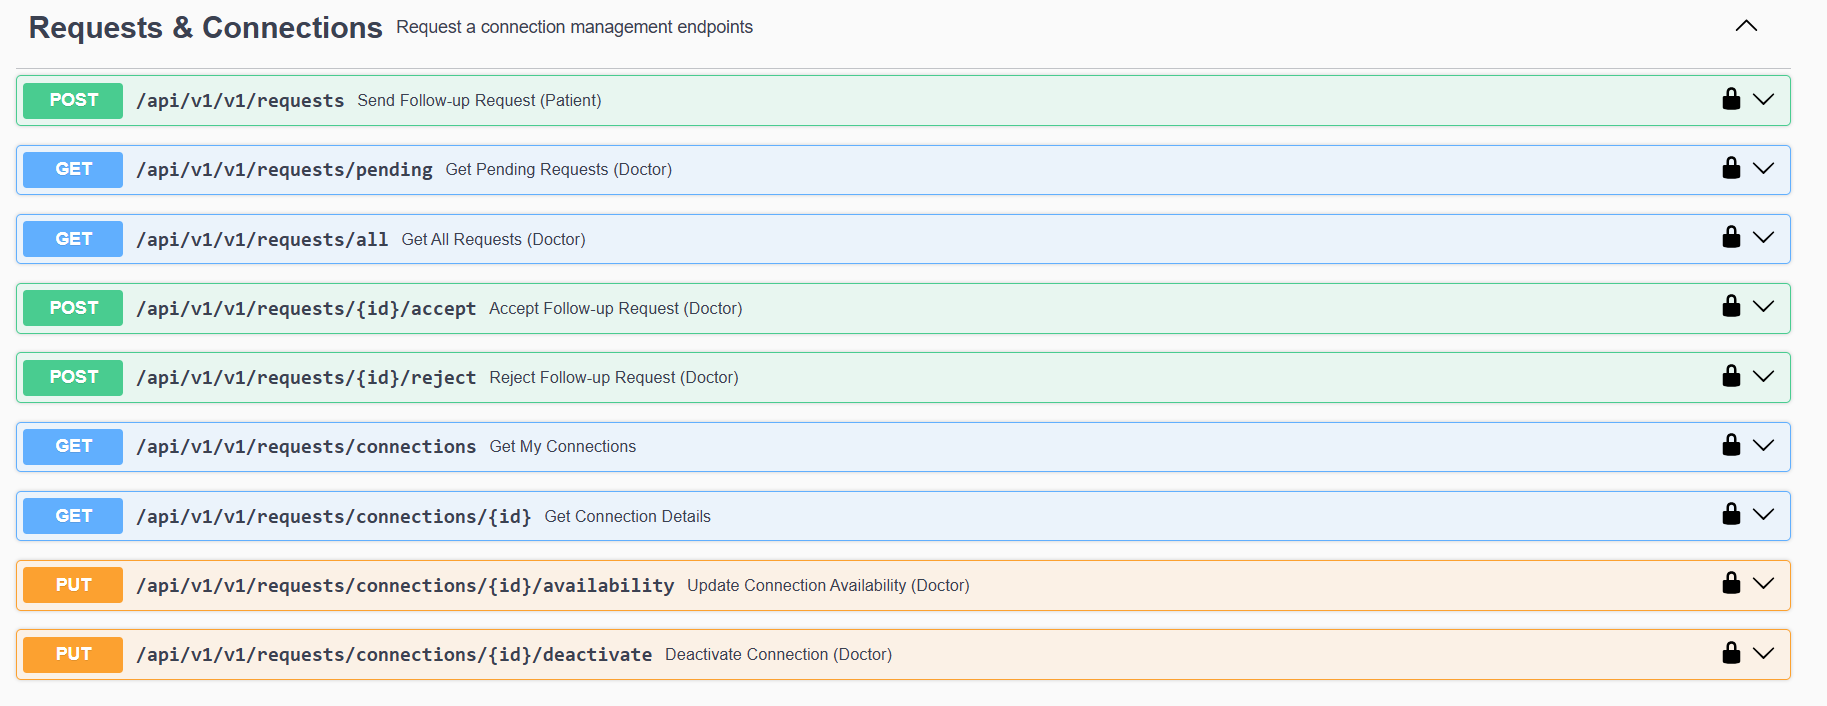 Requests & Connections Request a connection management endpoints
POST /api/v1/v1/requests Send Follow-up Request (Patient)
GET /api/v1/v1/requests/pending Get Pending Requests (Doctor)
GET /api/v1/v1/requests/all Get All Requests (Doctor)
POST /api/v1/v1/requests/{id}/accept Accept Follow-up Request (Doctor)
POST /api/v1/v1/requests/{id}/reject Reject Follow-up Request (Doctor)
GET /api/v1/v1/requests/connections Get My Connections
GET /api/v1/v1/requests/connections/{id} Get Connection Details
PUT /api/v1/v1/requests/connections/{id}/availability Update Connection Availability (Doctor)
PUT /api/v1/v1/requests/connections/{id}/deactivate Deactivate Connection (Doctor)